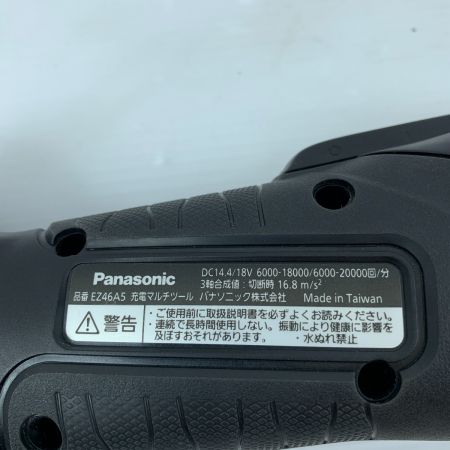 Panasonic
DC14.4/18V 6000-18000/6000-20000回/分
3軸合成値：切断時 16.8 m/s²
品番 EZ46A5 充電マルチツール パナソニック株式会社 Made in Taiwan
警告
・ご使用前に取扱説明書を必ずよくお読みください。
・連続で長時間使用しない。振動により健康に影響を
及ぼすおそれがあります。 ・水ぬれ禁止